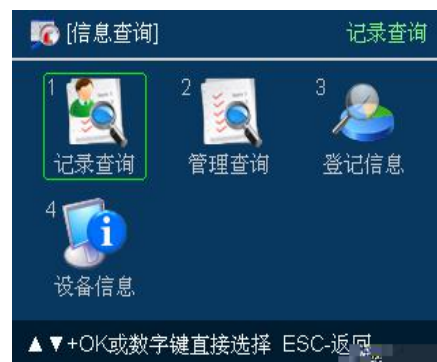 [信息查询] 记录查询
1 2 3
记录查询 管理查询 登记信息
4
设备信息
▲▼+OK或数字键直接选择 ESC-返回